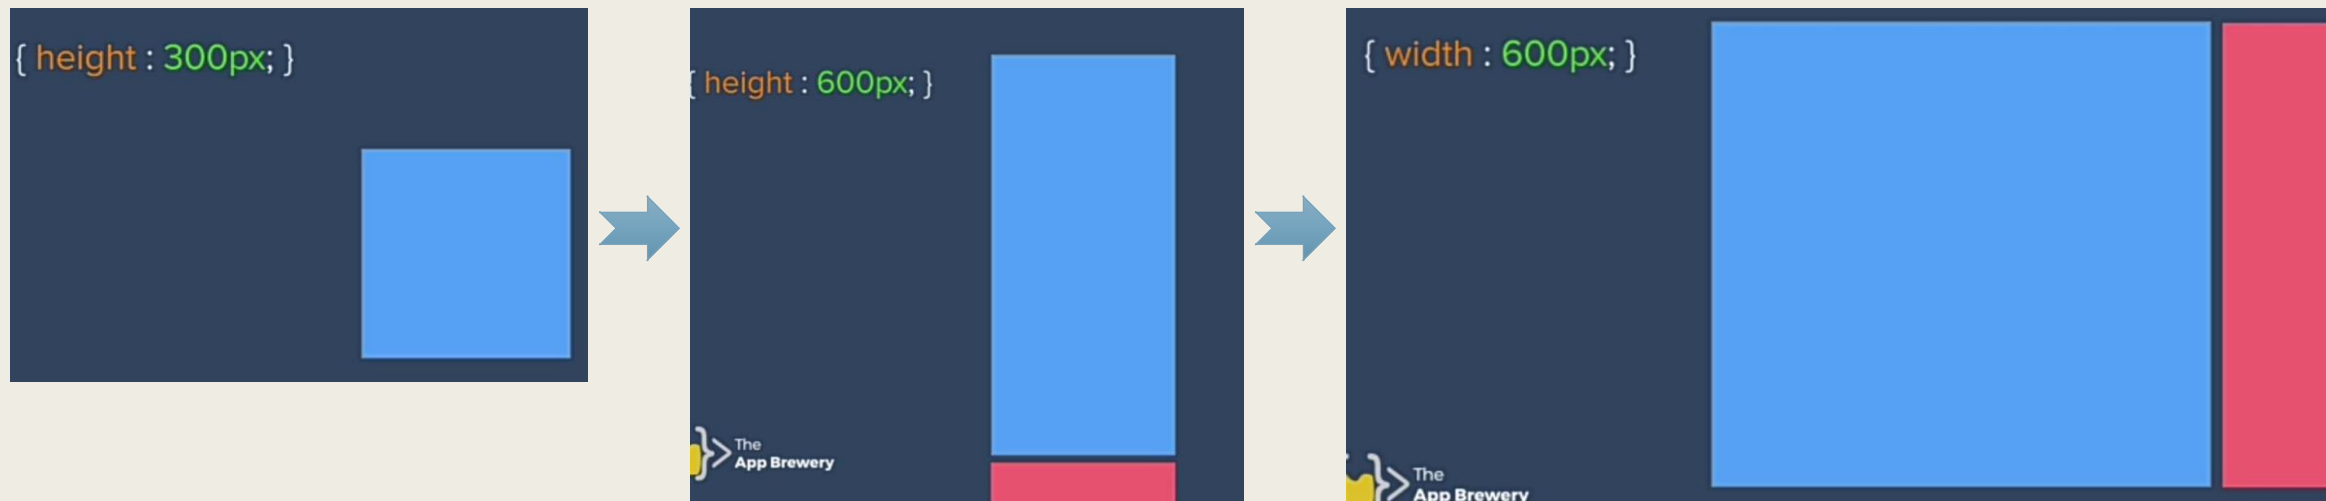 { height : 300px; }
{ height : 600px; }
The
App Brewery
{ width : 600px; }
The
App Brewery